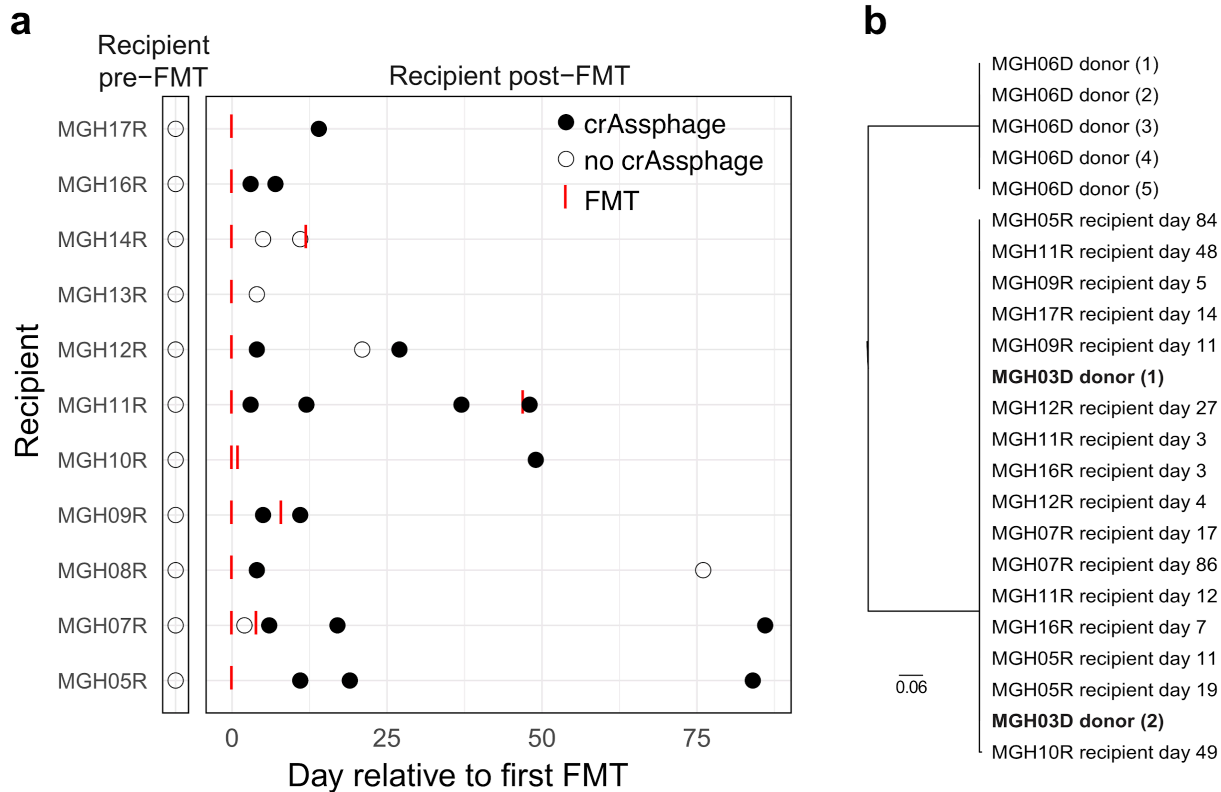 a
Recipient
pre−FMT
Recipient post−FMT
crAssphage
no crAssphage
FMT
Recipient
MGH17R
MGH16R
MGH14R
MGH13R
MGH12R
MGH11R
MGH10R
MGH09R
MGH08R
MGH07R
MGH05R
0
25
50
75
Day relative to first FMT
b
MGH06D donor (1)
MGH06D donor (2)
MGH06D donor (3)
MGH06D donor (4)
MGH06D donor (5)
MGH05R recipient day 84
MGH11R recipient day 48
MGH09R recipient day 5
MGH17R recipient day 14
MGH09R recipient day 11
MGH03D donor (1)
MGH12R recipient day 27
MGH11R recipient day 3
MGH16R recipient day 3
MGH12R recipient day 4
MGH07R recipient day 17
MGH07R recipient day 86
MGH11R recipient day 12
MGH16R recipient day 7
MGH05R recipient day 11
MGH05R recipient day 19
MGH03D donor (2)
MGH10R recipient day 49
0.06